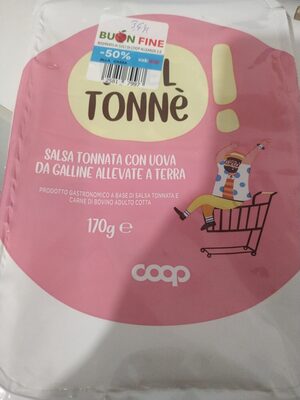 BUON FINE
-50%
L
TONNè
!
SALSA TONNATA CON UOVA
DA GALLINE ALLEVATE A TERRA
PRODOTTO GASTRONOMICO A BASE DI SALSA TONNATA E
CARNE DI BOVINO ADULTO COTTA
170g e
coop